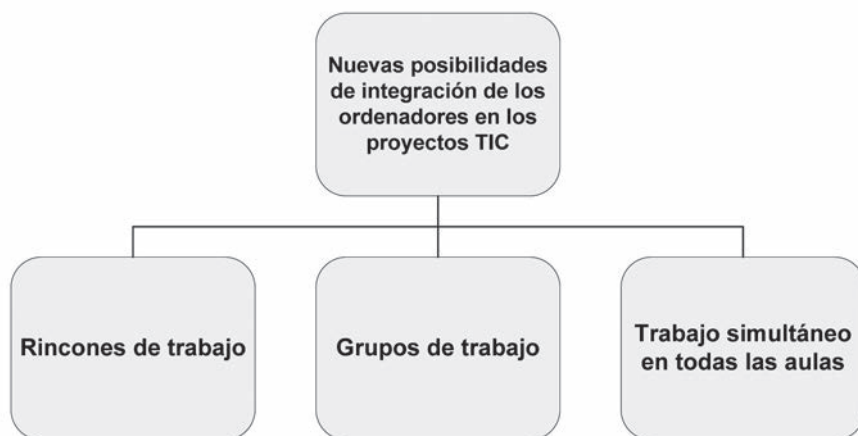 Nuevas posibilidades
de integración de los
ordenadores en los
proyectos TIC
Rincones de trabajo
Grupos de trabajo
Trabajo simultáneo
en todas las aulas